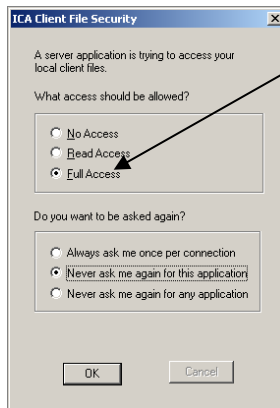 ICA Client File Security
A server application is trying to access your
local client files.
What access should be allowed?
No Access
Read Access
Full Access
Do you want to be asked again?
Always ask me once per connection
Never ask me again for this application
Never ask me again for any application
OK
Cancel